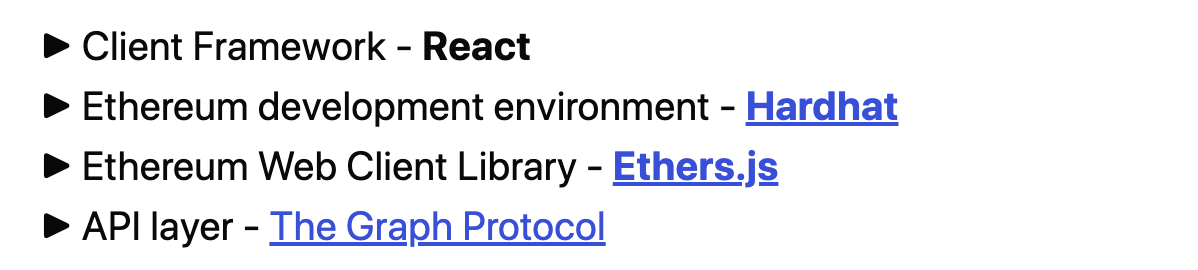 ▶ Client Framework - React
▶ Ethereum development environment - Hardhat
▶ Ethereum Web Client Library - Ethers.js
▶ API layer - The Graph Protocol